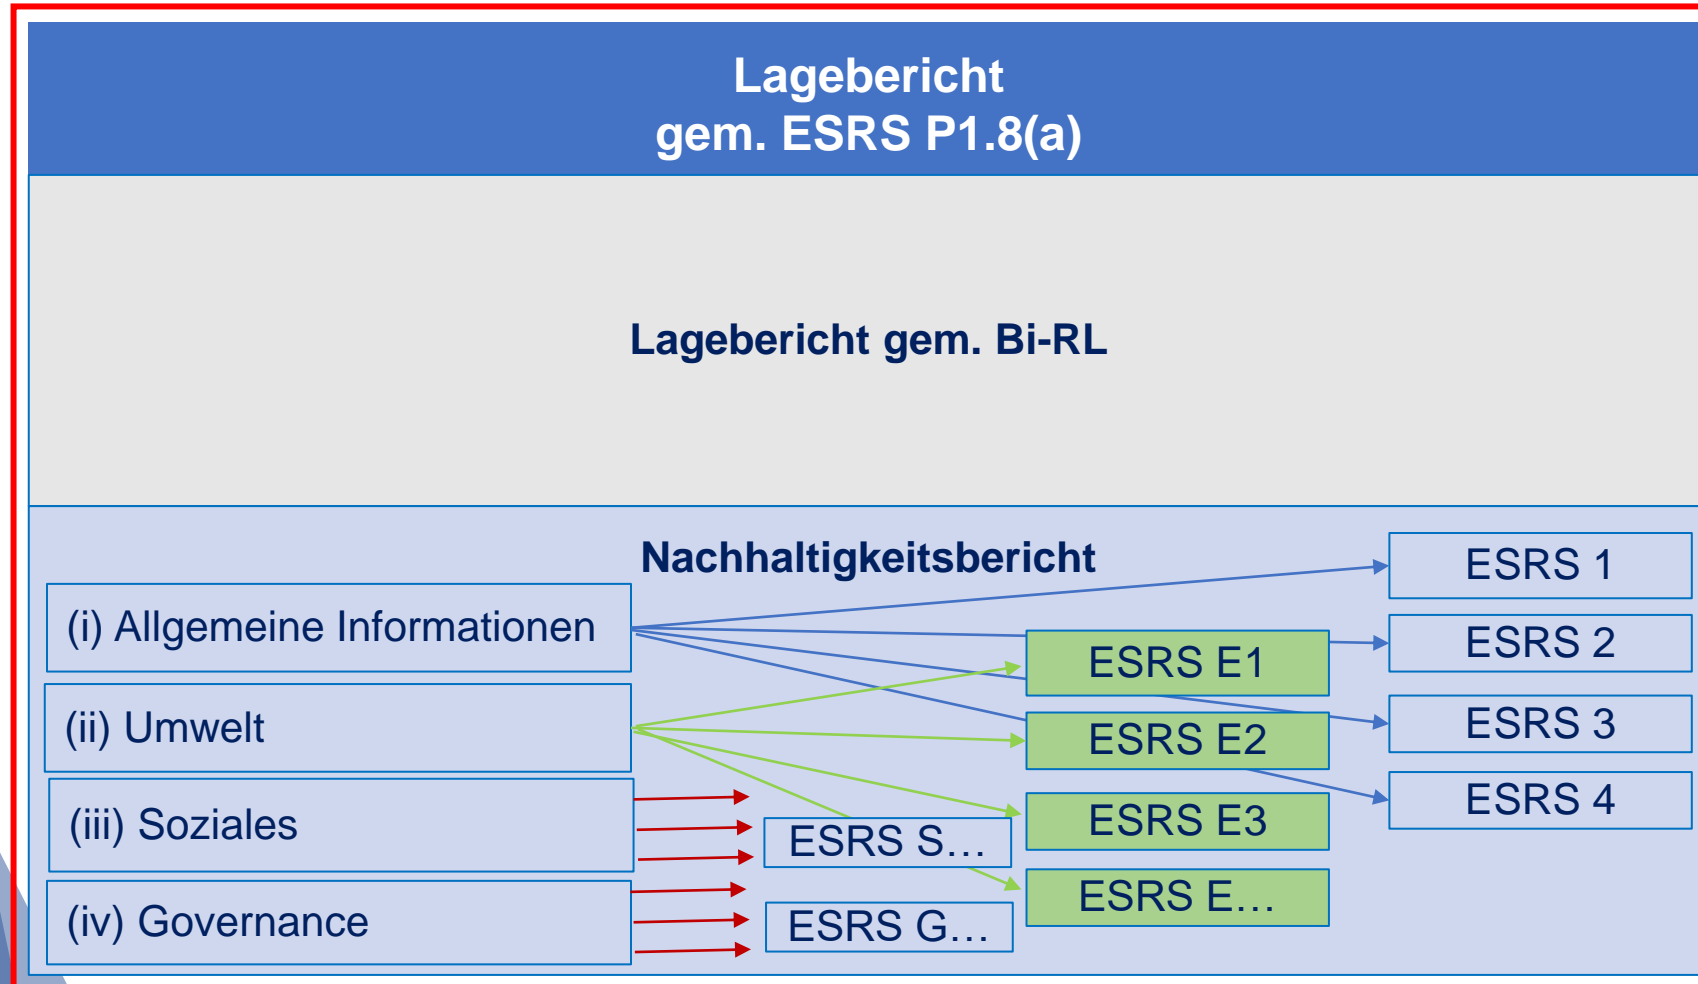 Lagebericht
gem. ESRS P1.8(a)
Lagebericht gem. Bi-RL
Nachhaltigkeitsbericht
(i) Allgemeine Informationen
(ii) Umwelt
(iii) Soziales
(iv) Governance
ESRS S…
ESRS G…
ESRS E1
ESRS E2
ESRS E3
ESRS E…
ESRS 1
ESRS 2
ESRS 3
ESRS 4